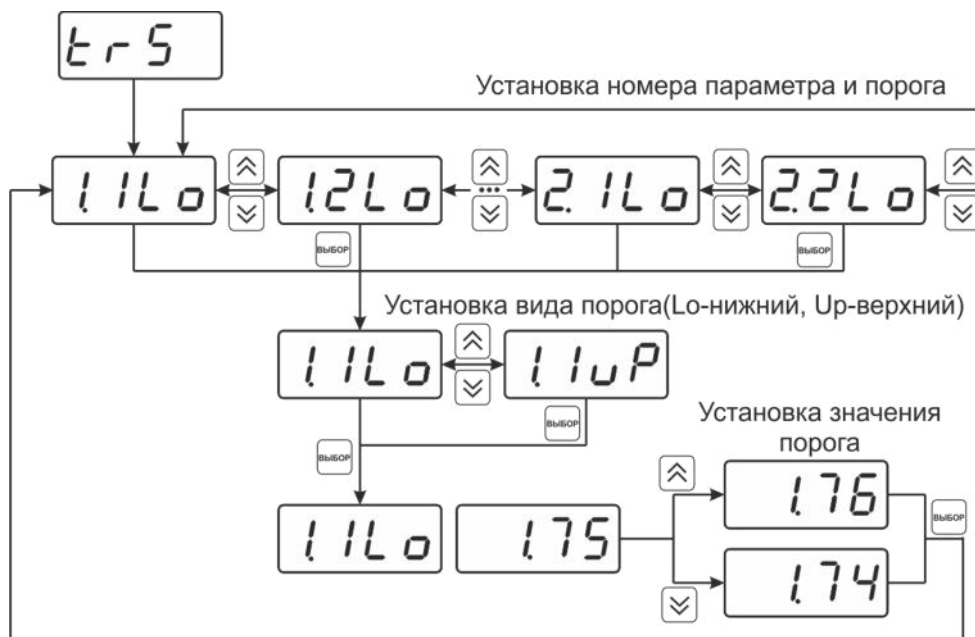 trS
Установка номера параметра и порога
1.1Lo
1.2Lo
...
2.1Lo
2.2Lo
ВЫБОР
ВЫБОР
Установка вида порога(Lo-нижний, Up-верхний)
1.1Lo
1.1uP
ВЫБОР
ВЫБОР
Установка значения
порога
1.1Lo
1.75
1.76
1.74
ВЫБОР